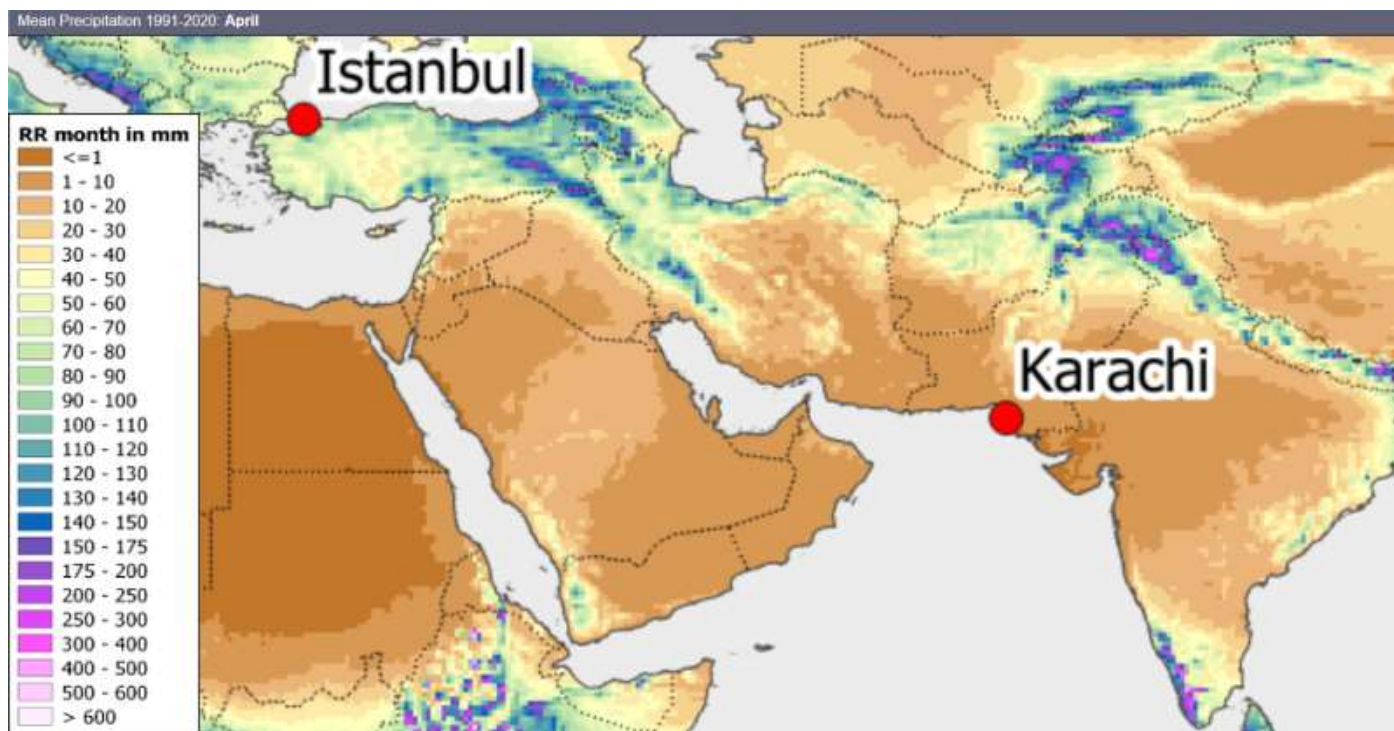 Mean Precipitation 1991-2020: April
Istanbul
RR month in mm
<=1
1 - 10
10 - 20
20 - 30
30 - 40
40 - 50
50 - 60
60 - 70
70 - 80
80 - 90
90 - 100
100 - 110
110 - 120
120 - 130
130 - 140
140 - 150
150 - 175
175 - 200
200 - 250
250 - 300
300 - 400
400 - 500
500 - 600
> 600
Karachi